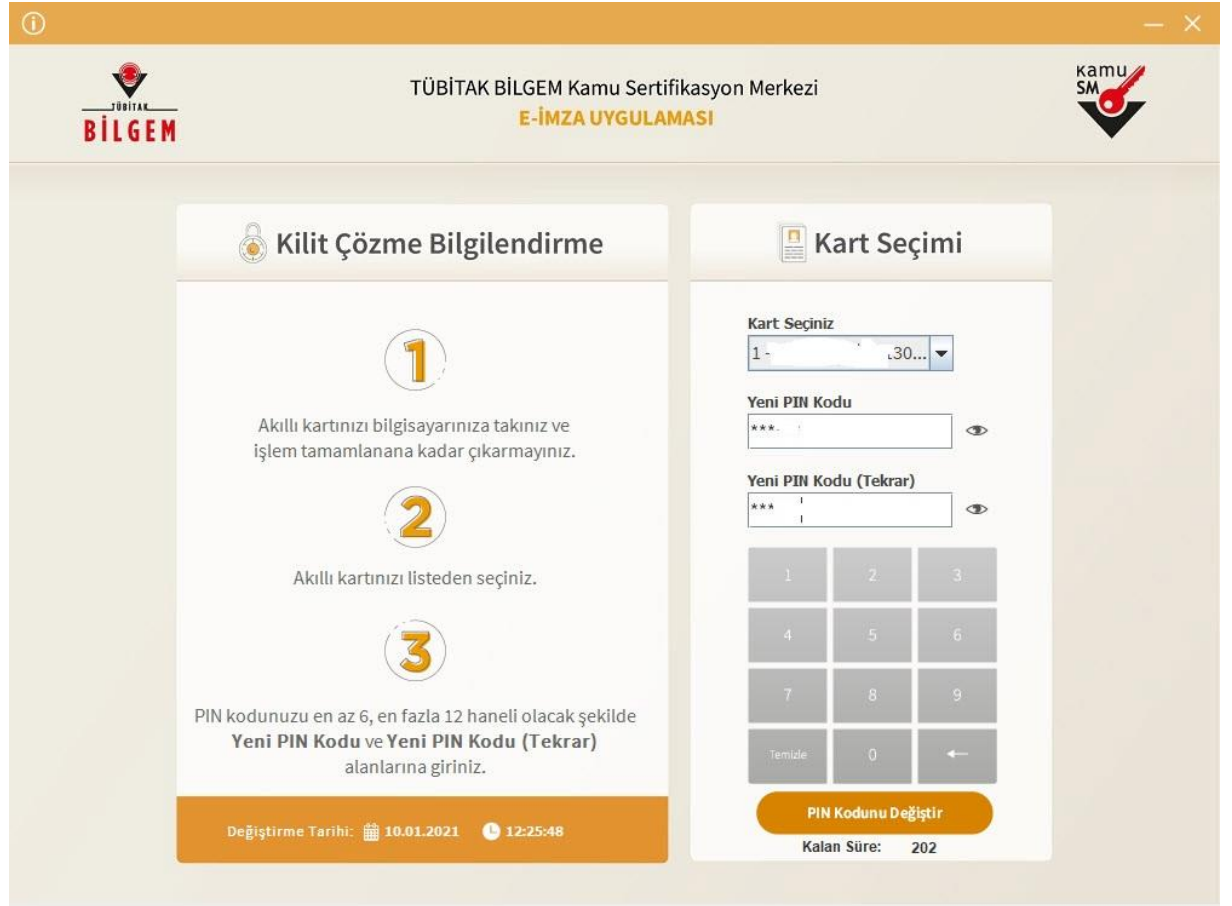 TÜBİTAK
BİLGEM
TÜBİTAK BİLGEM Kamu Sertifikasyon Merkezi
E-İMZA UYGULAMASI
Kamu
SM
Kilit Çözme Bilgilendirme
1
Akıllı kartınızı bilgisayarınıza takınız ve
işlem tamamlanana kadar çıkarmayınız.
2
Akıllı kartınızı listeden seçiniz.
3
PIN kodunuzu en az 6, en fazla 12 haneli olacak şekilde
Yeni PIN Kodu ve Yeni PIN Kodu (Tekrar)
alanlarına giriniz.
Değiştirme Tarihi: 10.01.2021 12:25:48
Kart Seçimi
Kart Seçiniz
1 - 30...
Yeni PIN Kodu
***
Yeni PIN Kodu (Tekrar)
***
1 2 3
4 5 6
7 8 9
Temizle 0 ←
PIN Kodunu Değiştir
Kalan Süre: 202